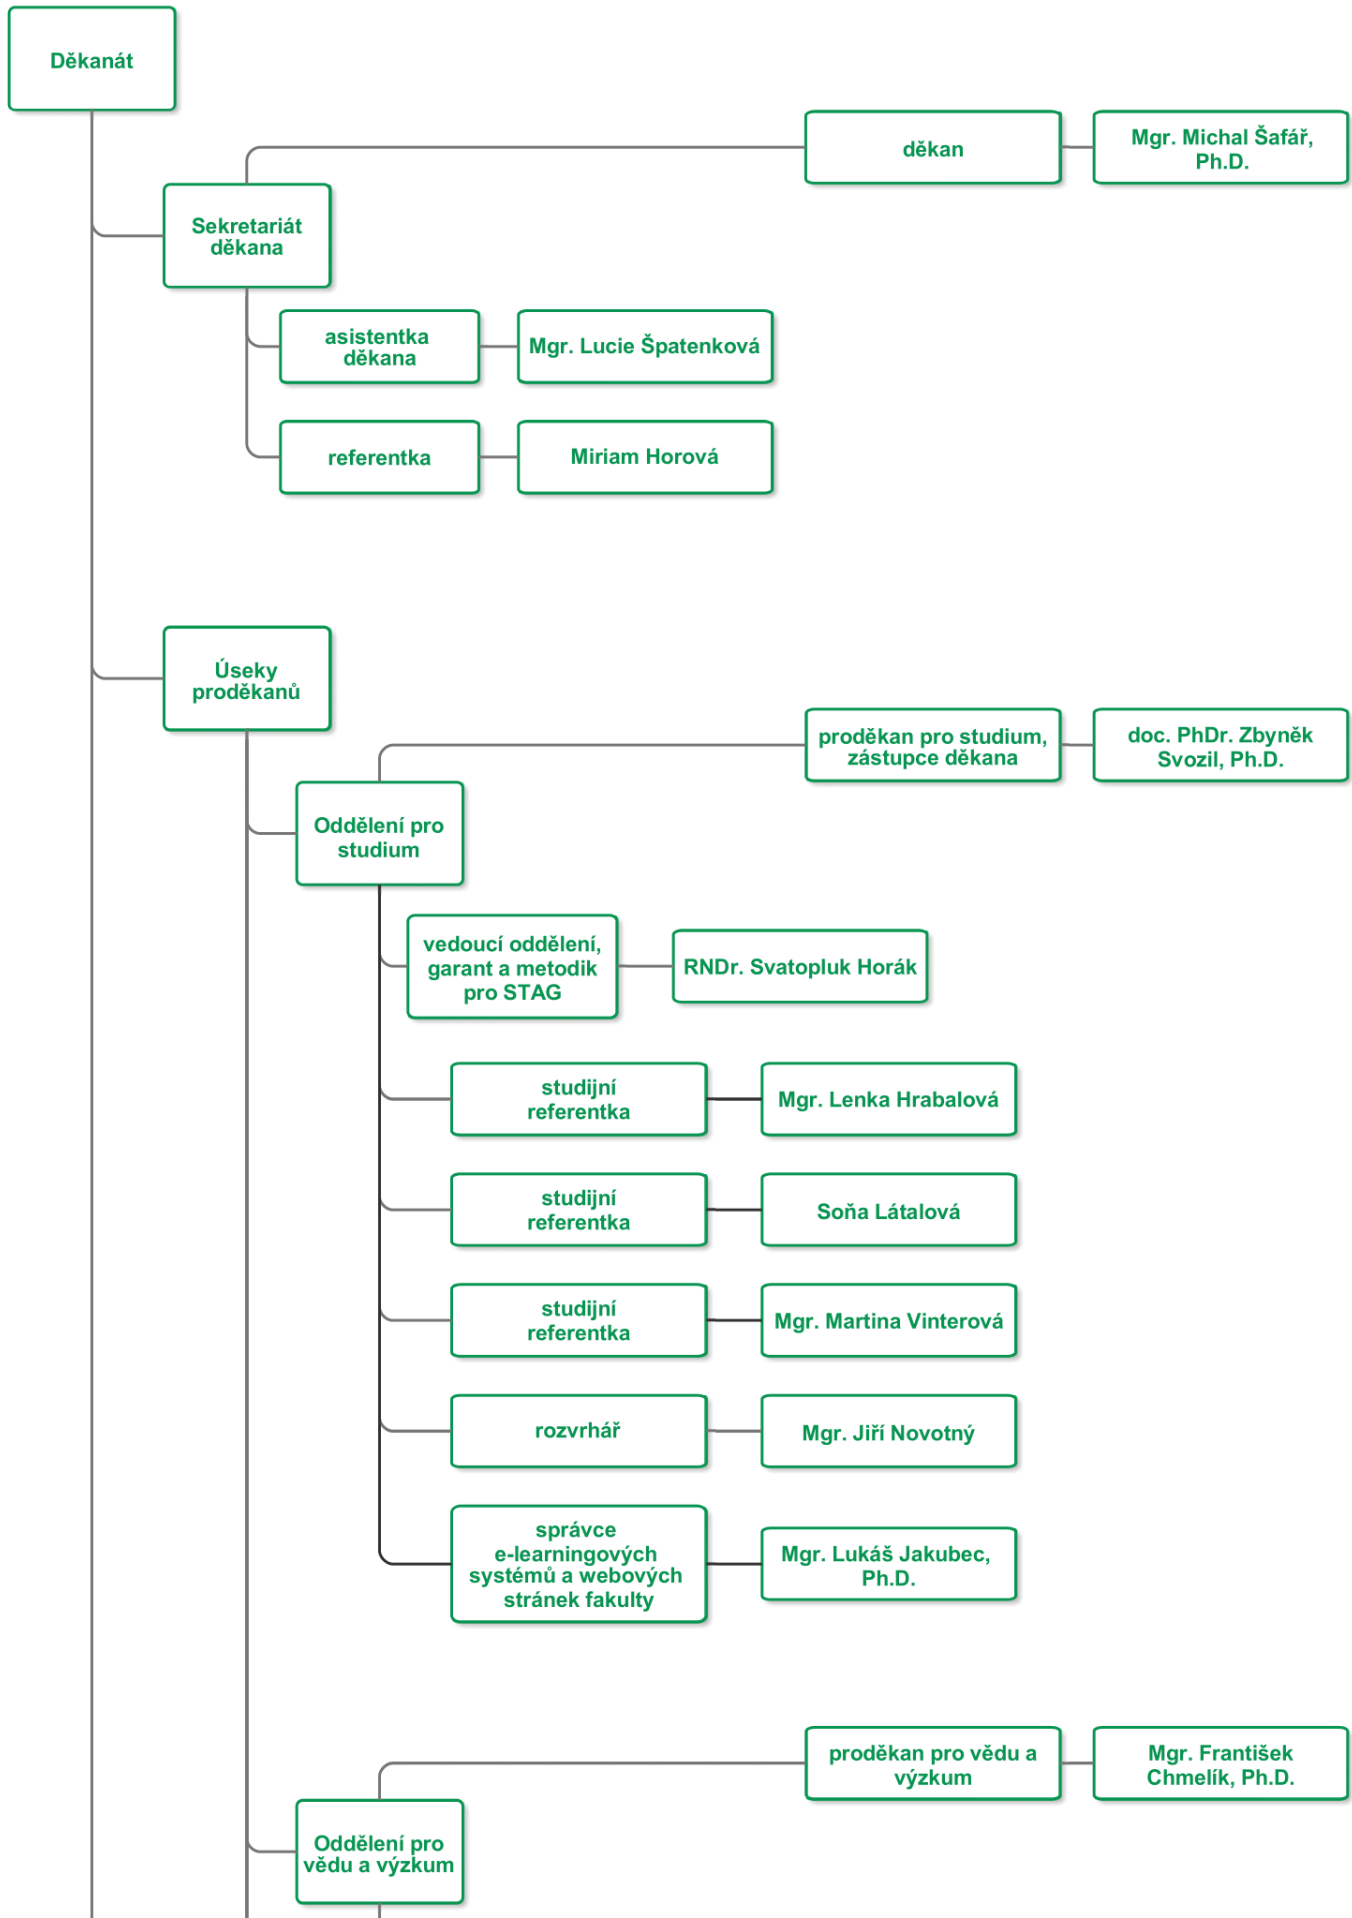 Děkanát
děkan
Mgr. Michal Šafář,
Ph.D.
Sekretariát
děkana
asistentka
děkana
Mgr. Lucie Špatenková
referentka
Miriam Horová
Úseky
proděkanů
proděkan pro studium,
zástupce děkana
doc. PhDr. Zbyněk
Svozil, Ph.D.
Oddělení pro
studium
vedoucí oddělení,
garant a metodik
pro STAG
RNDr. Svatopluk Horák
studijní
referentka
Mgr. Lenka Hrabalová
studijní
referentka
Soňa Látalová
studijní
referentka
Mgr. Martina Vinterová
rozvrhář
Mgr. Jiří Novotný
správce
e-learningových
systémů a webových
stránek fakulty
Mgr. Lukáš Jakubec,
Ph.D.
proděkan pro vědu a
výzkum
Mgr. František
Chmelík, Ph.D.
Oddělení pro
vědu a výzkum